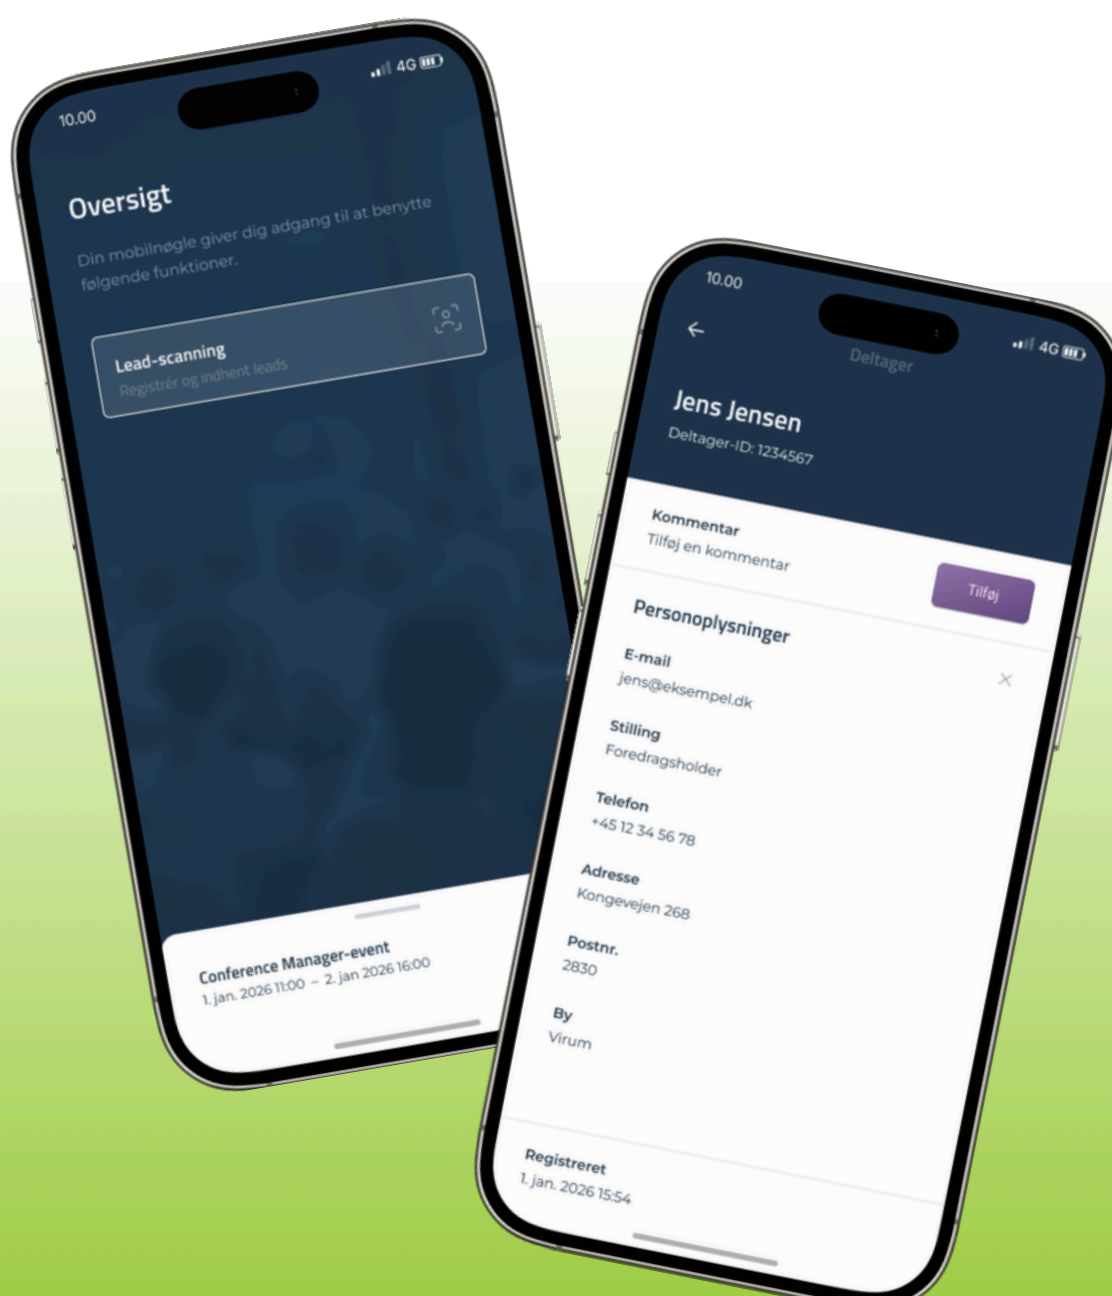 10.00
4G
Oversigt
Din mobilnøgle giver dig adgang til at benytte
følgende funktioner.
Lead-scanning
Registrér og indhent leads
Conference Manager-event
1. jan. 2026 11:00 – 2. jan 2026 16:00
10.00
4G
Deltager
Jens Jensen
Deltager-ID: 1234567
Kommentar
Tilføj en kommentar
Tilføj
Personoplysninger
E-mail
jens@eksempel.dk
Stilling
Foredragsholder
Telefon
+45 12 34 56 78
Adresse
Kongevejen 268
Postnr.
2830
By
Virum
Registreret
1. jan. 2026 15:54